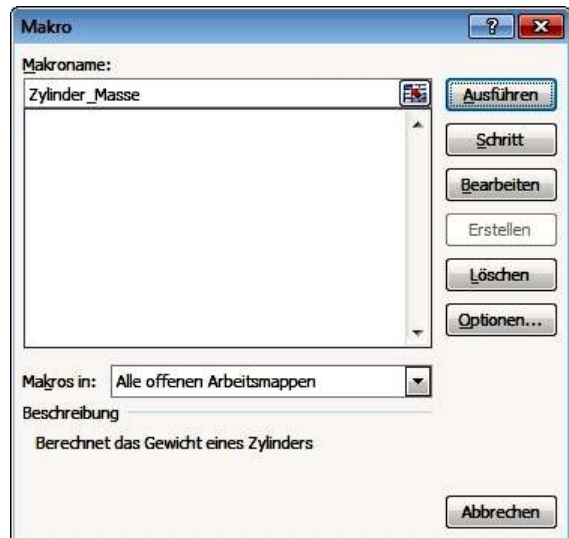 Makro
Makroname:
Zylinder_Masse
Ausführen
Schritt
Bearbeiten
Erstellen
Löschen
Optionen...
Makros in: Alle offenen Arbeitsmappen
Beschreibung
Berechnet das Gewicht eines Zylinders
Abbrechen